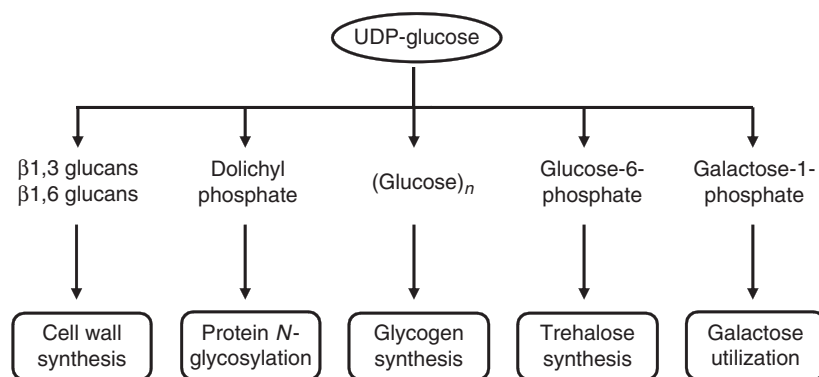 UDP-glucose
β1,3 glucans
β1,6 glucans
Dolichyl
phosphate
(Glucose)n
Glucose-6-
phosphate
Galactose-1-
phosphate
Cell wall
synthesis
Protein N-
glycosylation
Glycogen
synthesis
Trehalose
synthesis
Galactose
utilization